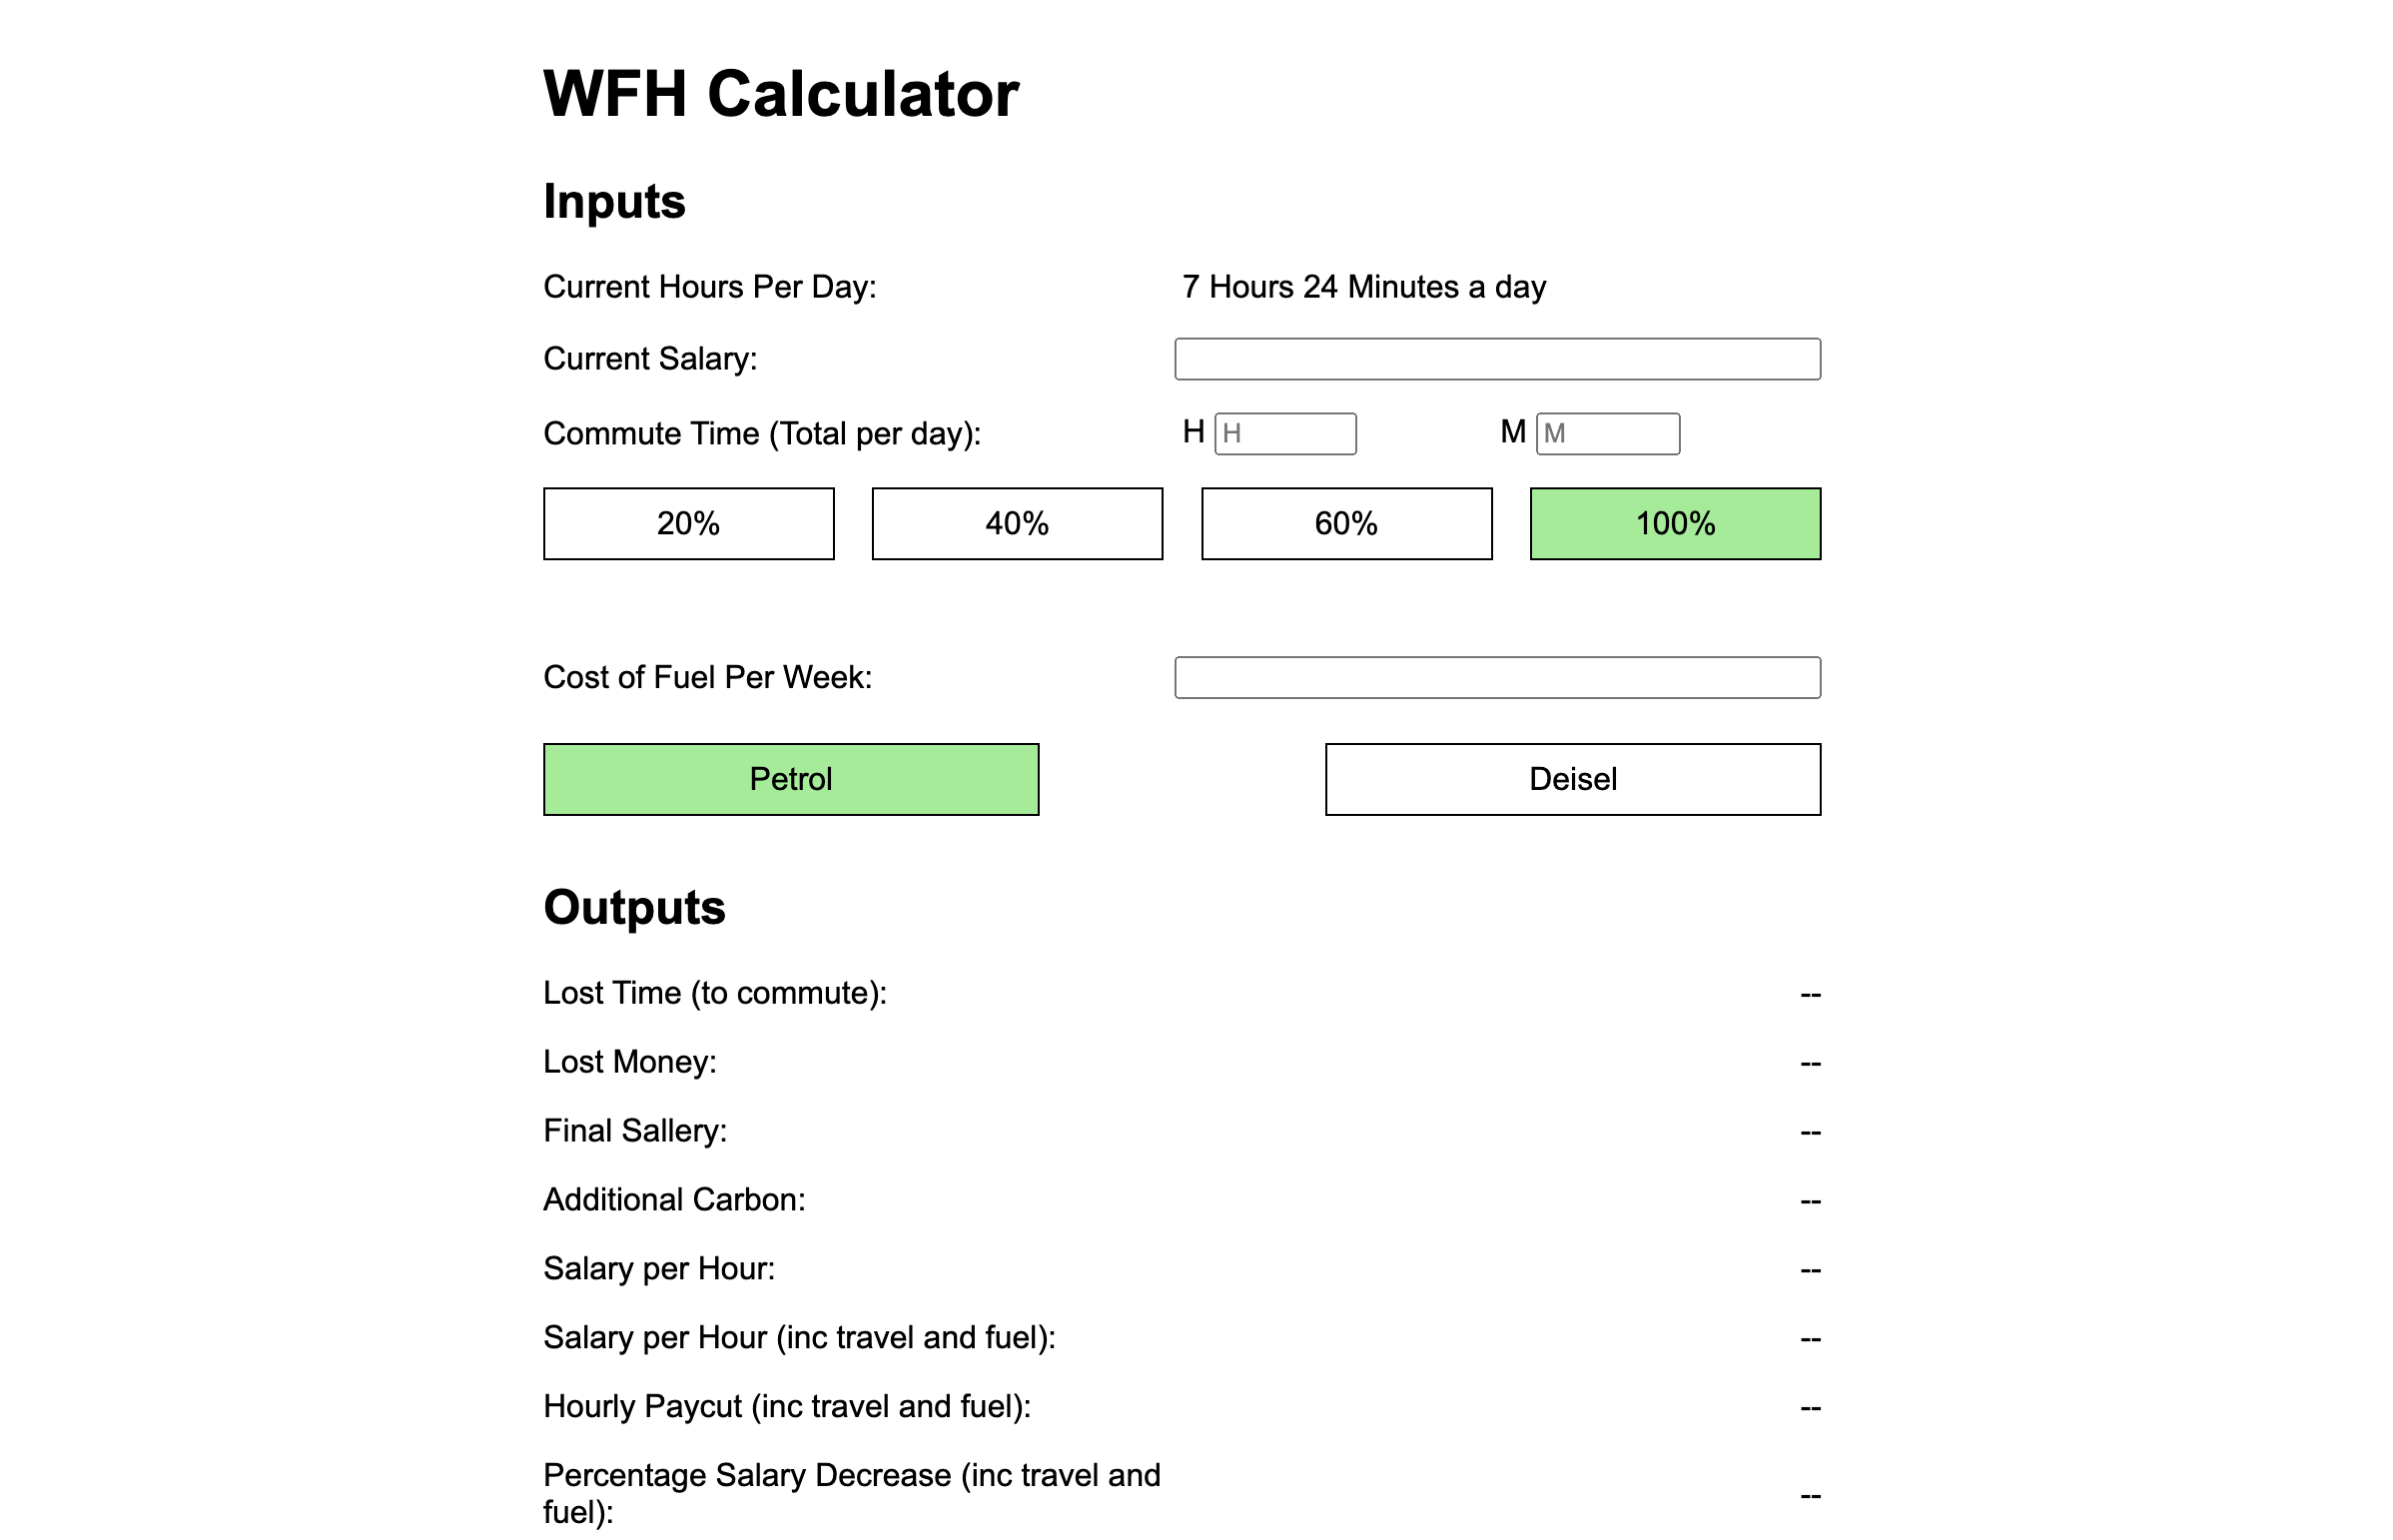 WFH Calculator
Inputs
Current Hours Per Day: 7 Hours 24 Minutes a day
Current Salary:
Commute Time (Total per day): H H M M
20% 40% 60% 100%
Cost of Fuel Per Week:
Petrol Deisel
Outputs
Lost Time (to commute): --
Lost Money: --
Final Sallery: --
Additional Carbon: --
Salary per Hour: --
Salary per Hour (inc travel and fuel): --
Hourly Paycut (inc travel and fuel): --
Percentage Salary Decrease (inc travel and
fuel): --